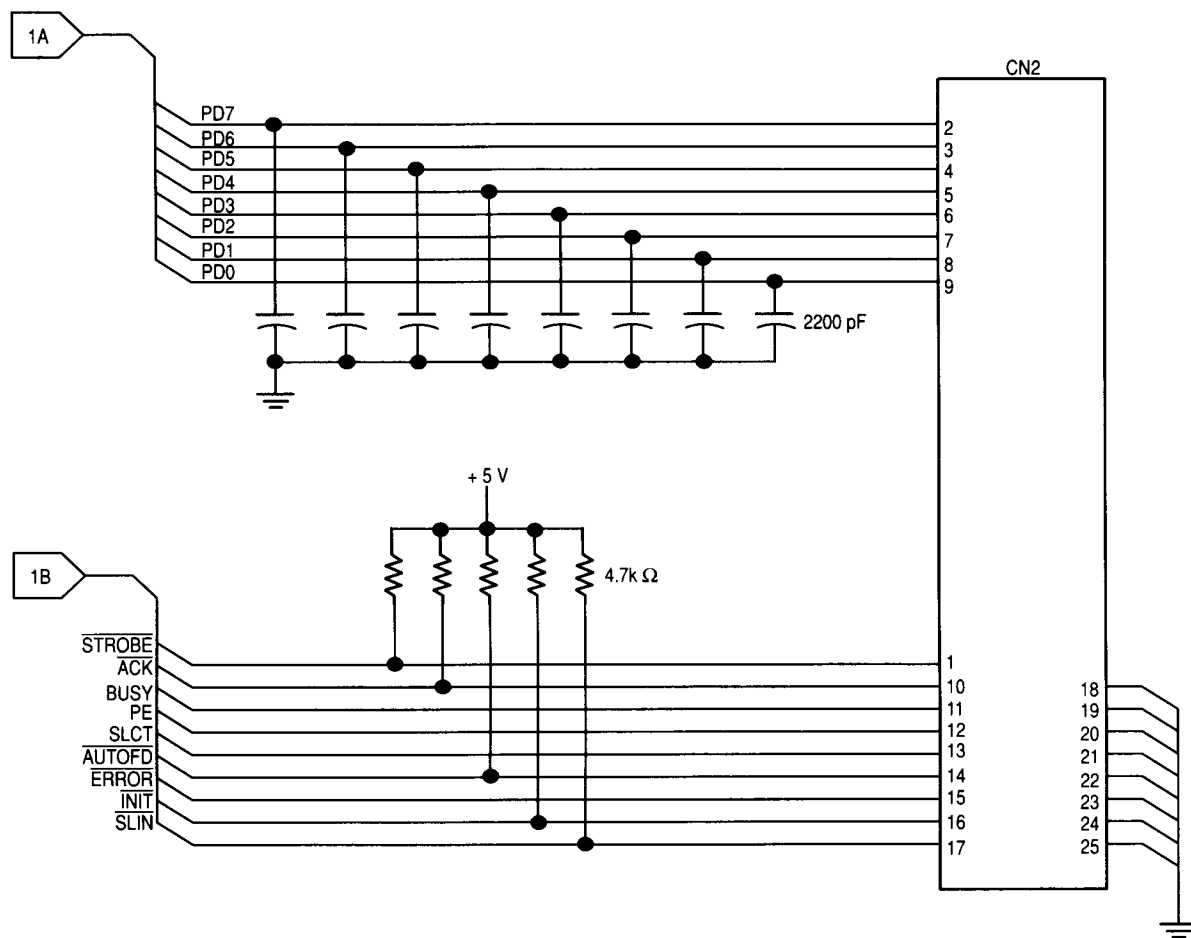 1A
CN2
PD7
PD6
PD5
PD4
PD3
PD2
PD1
PD0
2
3
4
5
6
7
8
9
2200 pF
+ 5 V
1B
4.7k Ω
STROBE
ACK
BUSY
PE
SLCT
AUTOFD
ERROR
INIT
SLIN
1
10
11
12
13
14
15
16
17
18
19
20
21
22
23
24
25